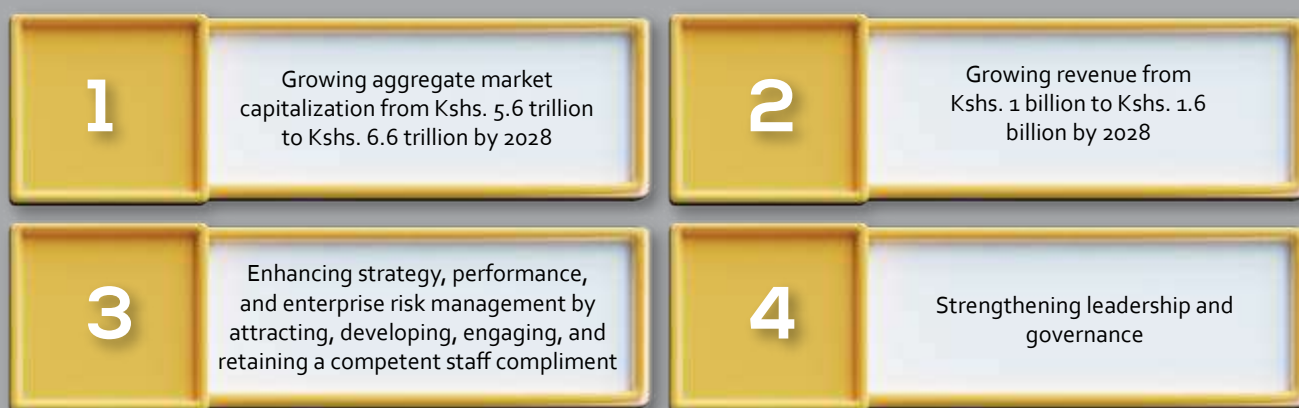 1
Growing aggregate market
capitalization from Kshs. 5.6 trillion
to Kshs. 6.6 trillion by 2028
2
Growing revenue from
Kshs. 1 billion to Kshs. 1.6
billion by 2028
3
Enhancing strategy, performance,
and enterprise risk management by
attracting, developing, engaging, and
retaining a competent staff compliment
4
Strengthening leadership and
governance